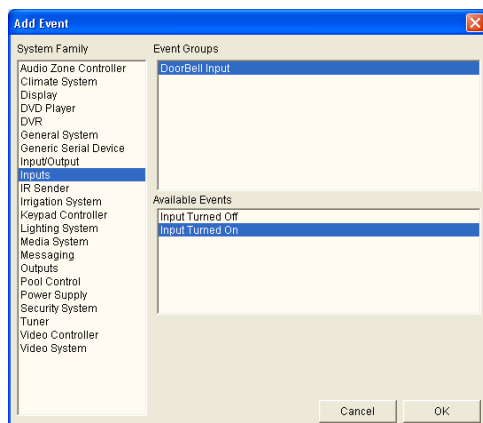 Add Event
System Family
Audio Zone Controller
Climate System
Display
DVD Player
DVR
General System
Generic Serial Device
Input/Output
Inputs
IR Sender
Irrigation System
Keypad Controller
Lighting System
Media System
Messaging
Outputs
Pool Control
Power Supply
Security System
Tuner
Video Controller
Video System
Event Groups
DoorBell Input
Available Events
Input Turned Off
Input Turned On
Cancel
OK